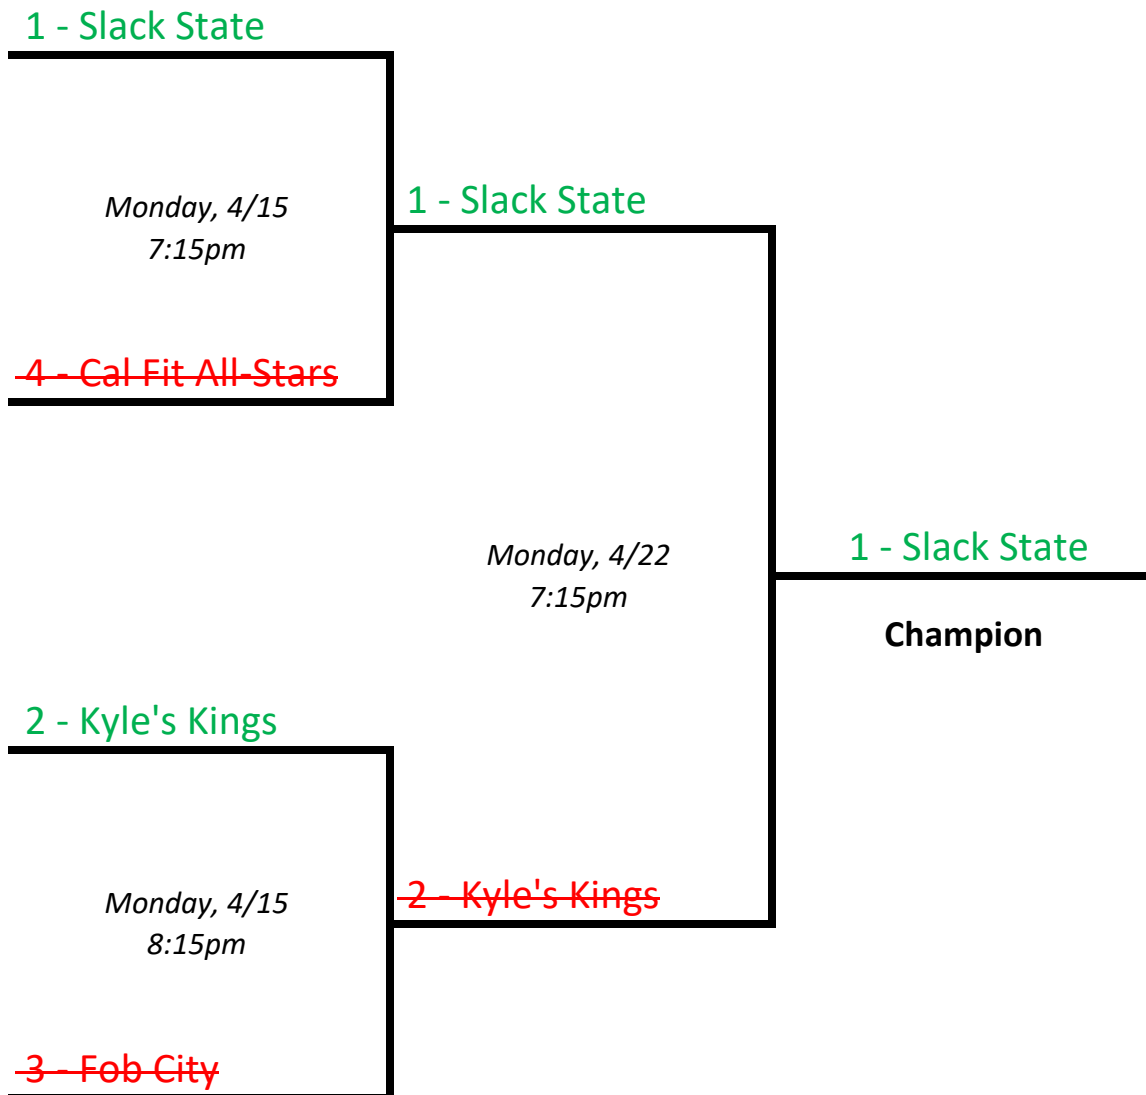 1 - Slack State
Monday, 4/15
7:15pm
4 - Cal Fit All-Stars
1 - Slack State
Monday, 4/22
7:15pm
1 - Slack State
Champion
2 - Kyle's Kings
Monday, 4/15
8:15pm
3 - Fob City
2 - Kyle's Kings